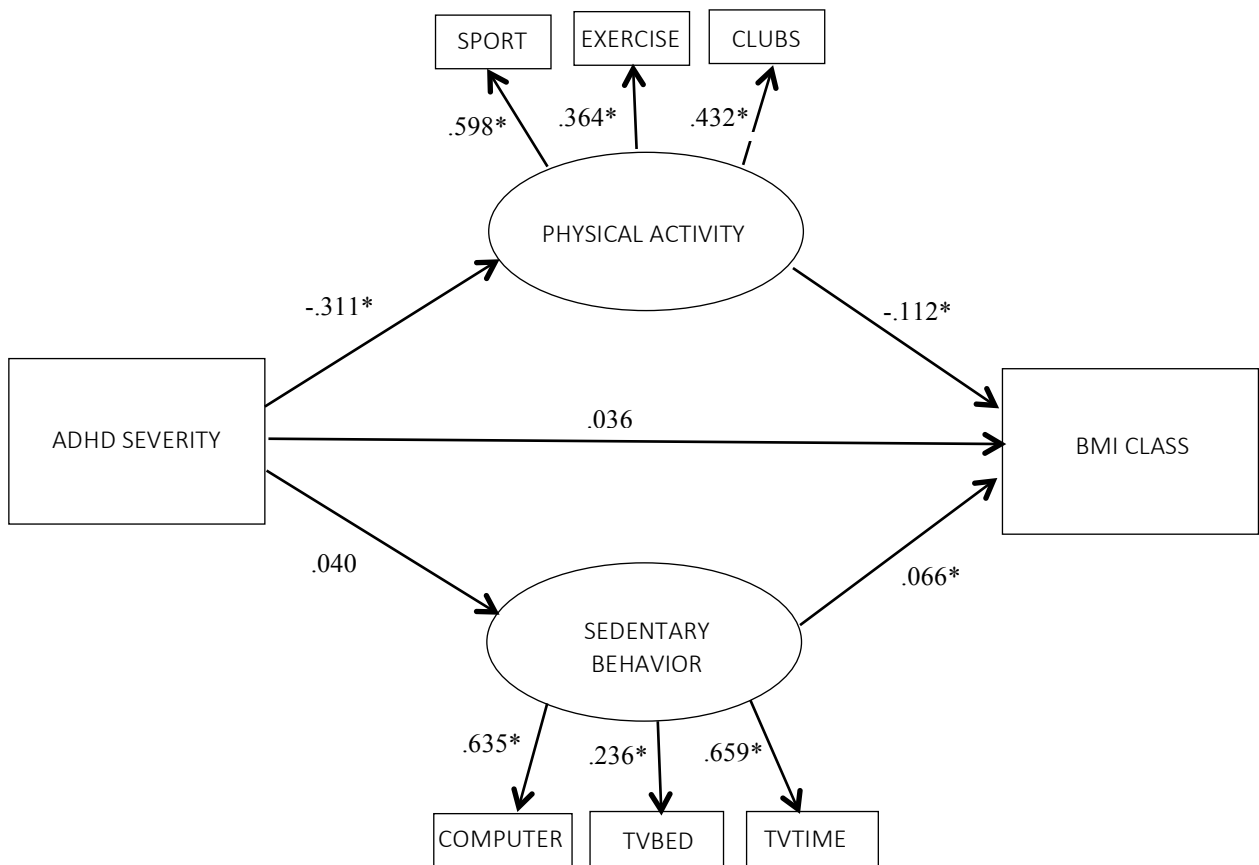 SPORT
EXERCISE
CLUBS
.598*
.364*
.432*
PHYSICAL ACTIVITY
-.311*
-.112*
ADHD SEVERITY
.036
BMI CLASS
.040
.066*
SEDENTARY
BEHAVIOR
.635*
.236*
.659*
COMPUTER
TVBED
TVTIME